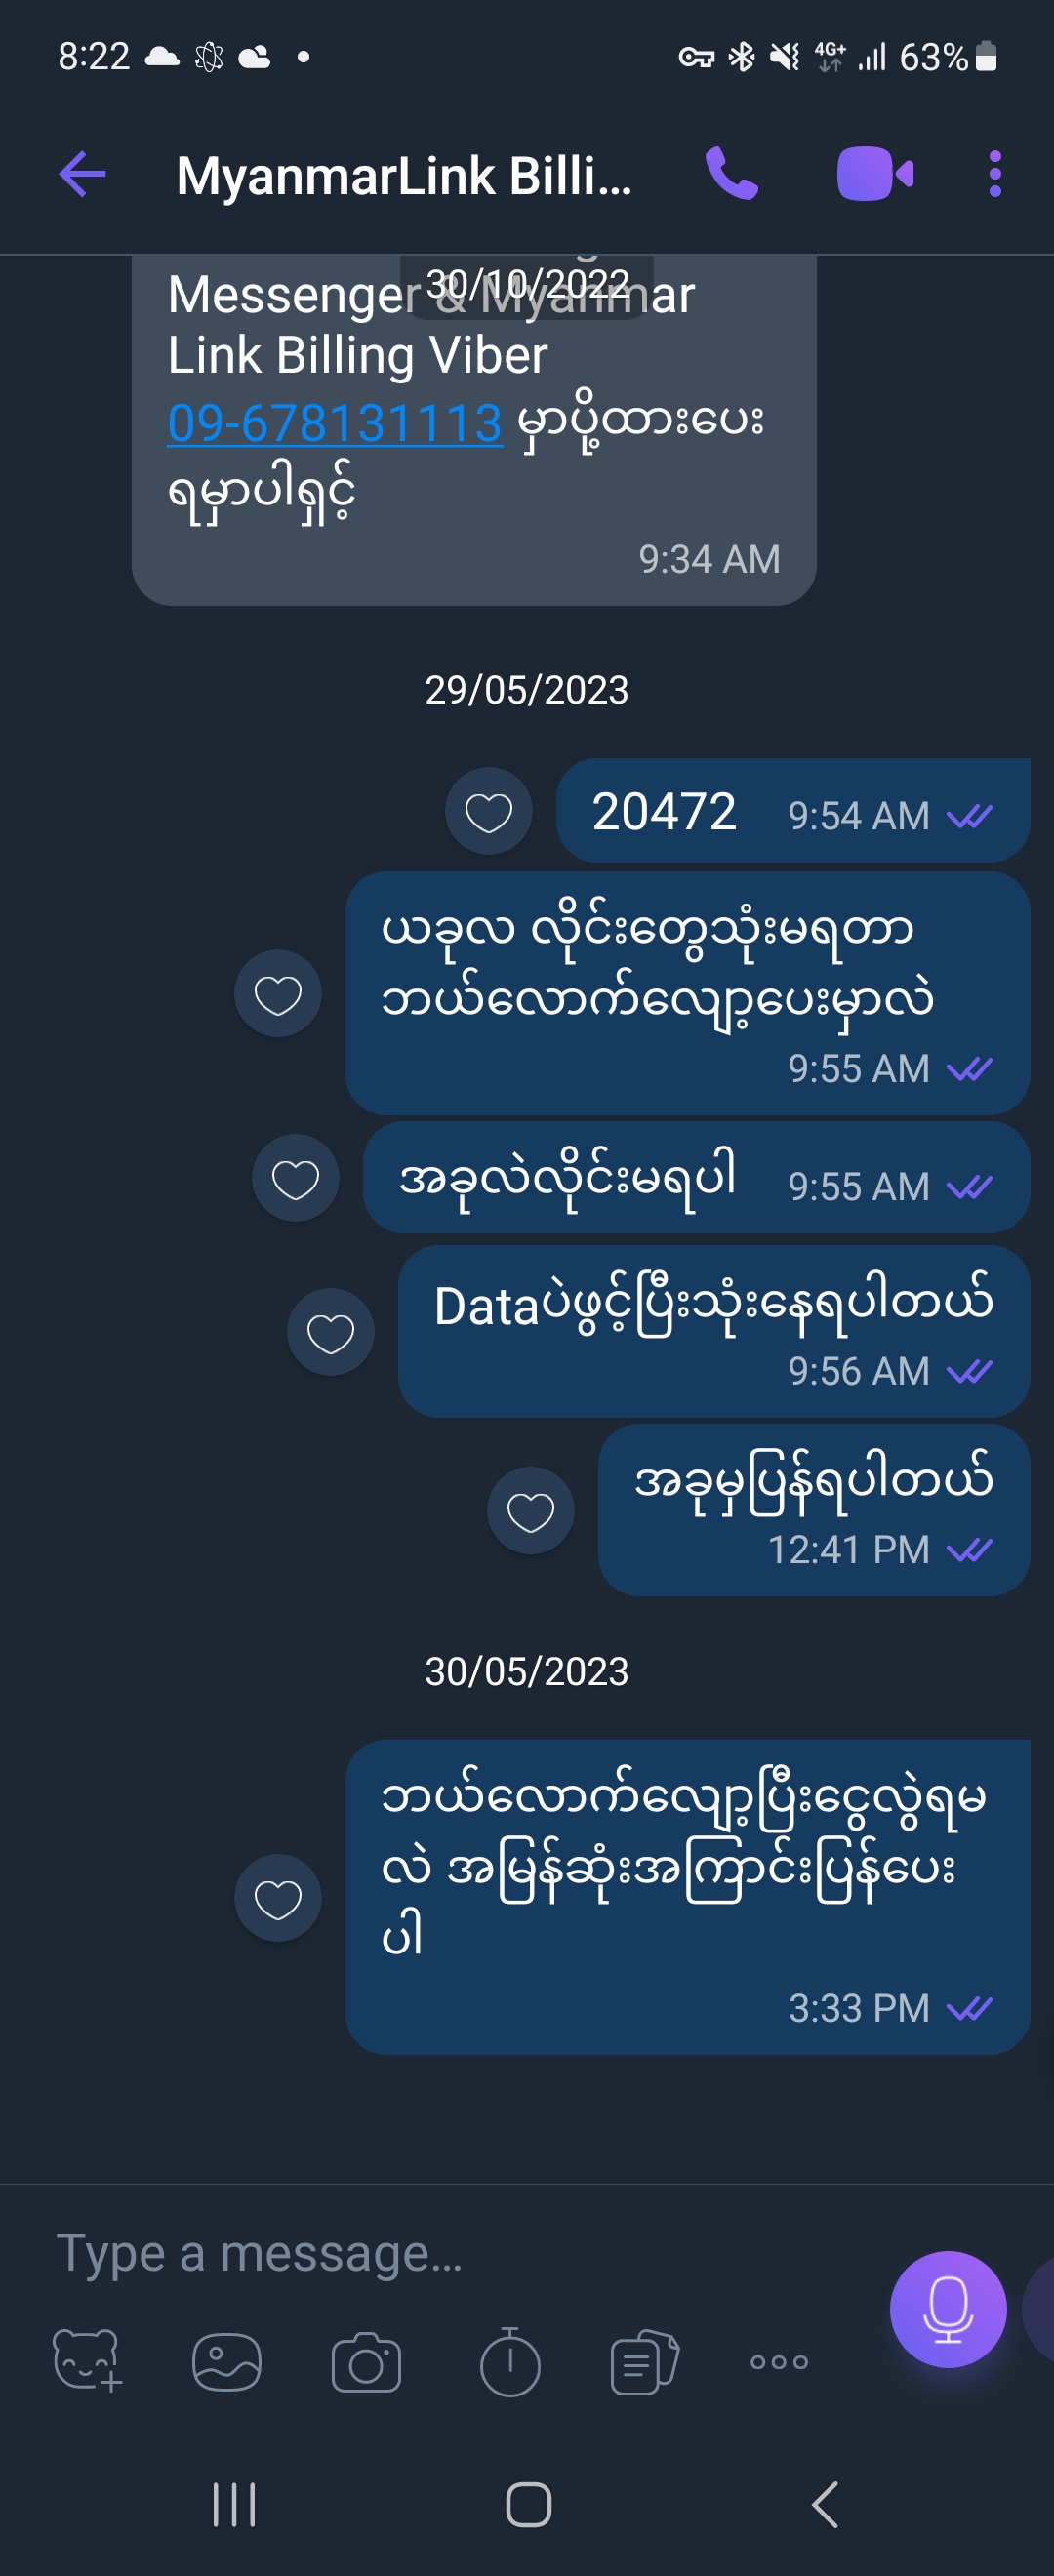 8:22
4G+
63%
MyanmarLink Billi...
30/10/2022
Messenger & Myanmar
Link Billing Viber
09-678131113 မှာပို့ထားပေး
ရမှာပါရှင့်
9:34 AM
29/05/2023
20472 9:54 AM
ယခုလ လိုင်းတွေသုံးမရတာ
ဘယ်လောက်လျော့ပေးမှာလဲ
9:55 AM
အခုလဲလိုင်းမရပါ 9:55 AM
Dataပဲဖွင့်ပြီးသုံးနေရပါတယ်
9:56 AM
အခုမှပြန်ရပါတယ်
12:41 PM
30/05/2023
ဘယ်လောက်လျော့ပြီးငွေလွဲရမ
လဲ အမြန်ဆုံးအကြာင်းပြန်ပေး
ပါ
3:33 PM
Type a message...